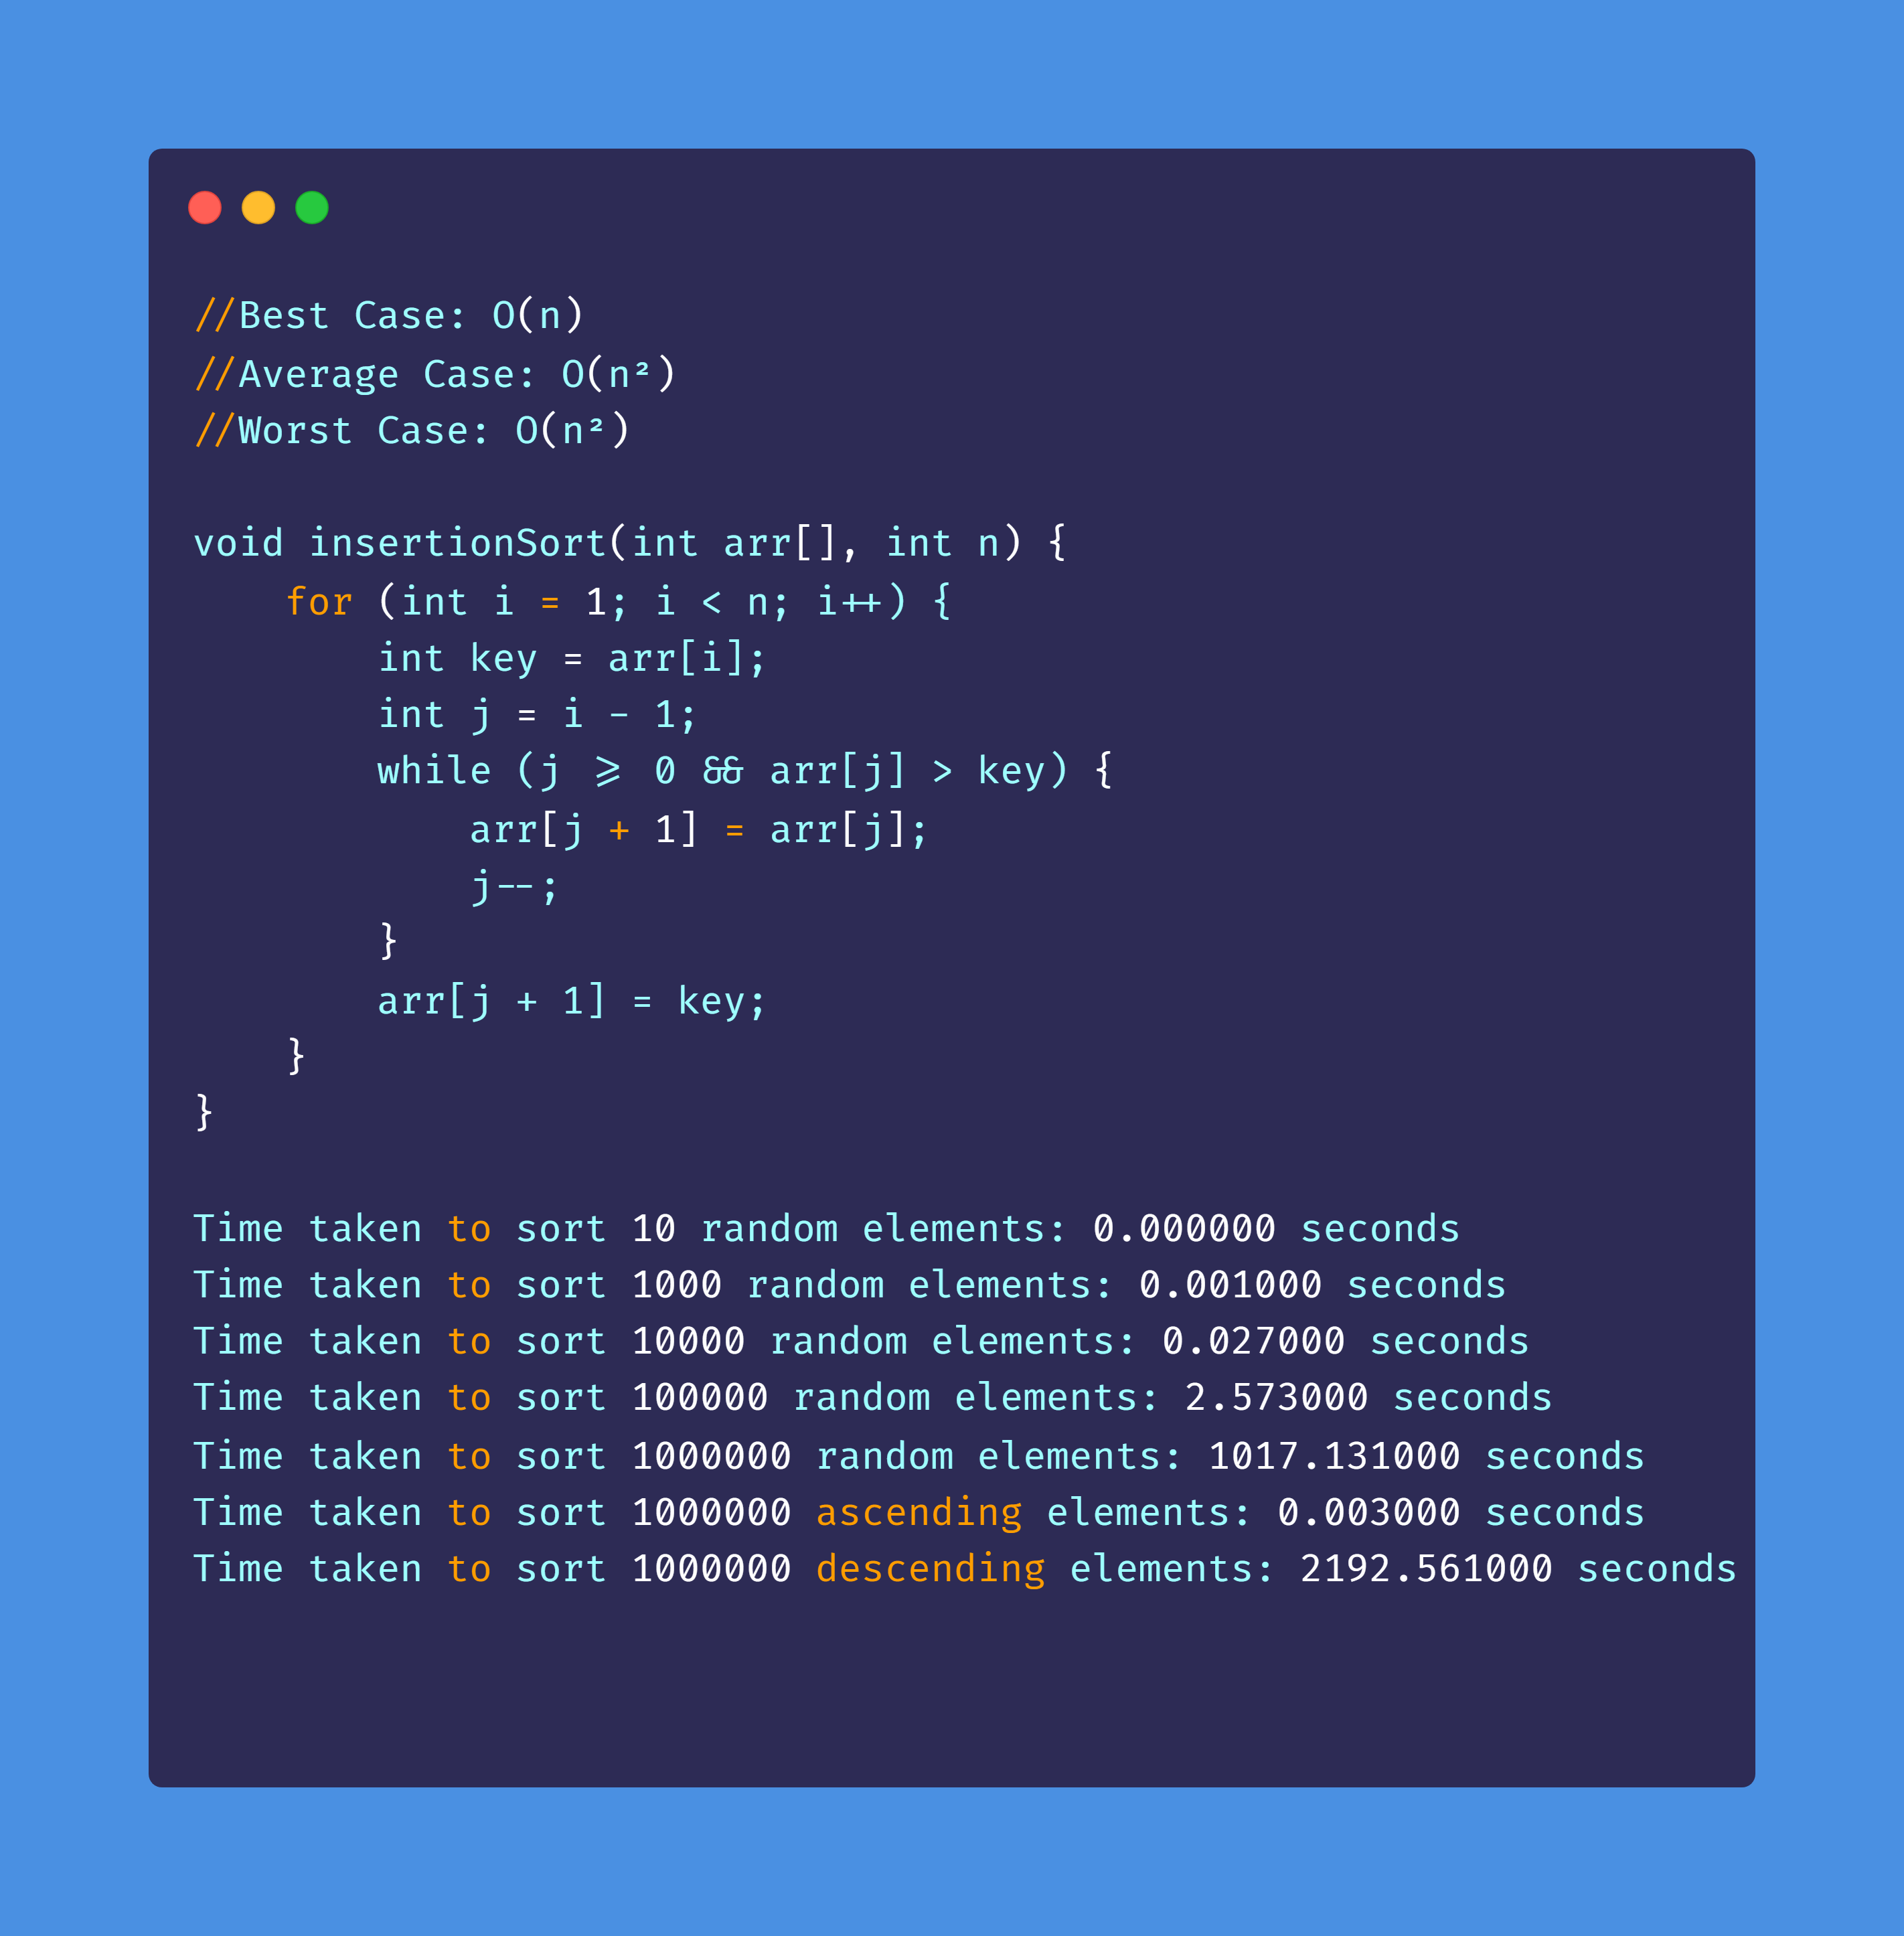 //Best Case: O(n)
//Average Case: O(n²)
//Worst Case: O(n²)
void insertionSort(int arr[], int n) {
    for (int i = 1; i < n; i++) {
        int key = arr[i];
        int j = i - 1;
        while (j >= 0 && arr[j] > key) {
            arr[j + 1] = arr[j];
            j--;
        }
        arr[j + 1] = key;
    }
}
Time taken to sort 10 random elements: 0.000000 seconds
Time taken to sort 1000 random elements: 0.001000 seconds
Time taken to sort 10000 random elements: 0.027000 seconds
Time taken to sort 100000 random elements: 2.573000 seconds
Time taken to sort 1000000 random elements: 1017.131000 seconds
Time taken to sort 1000000 ascending elements: 0.003000 seconds
Time taken to sort 1000000 descending elements: 2192.561000 seconds